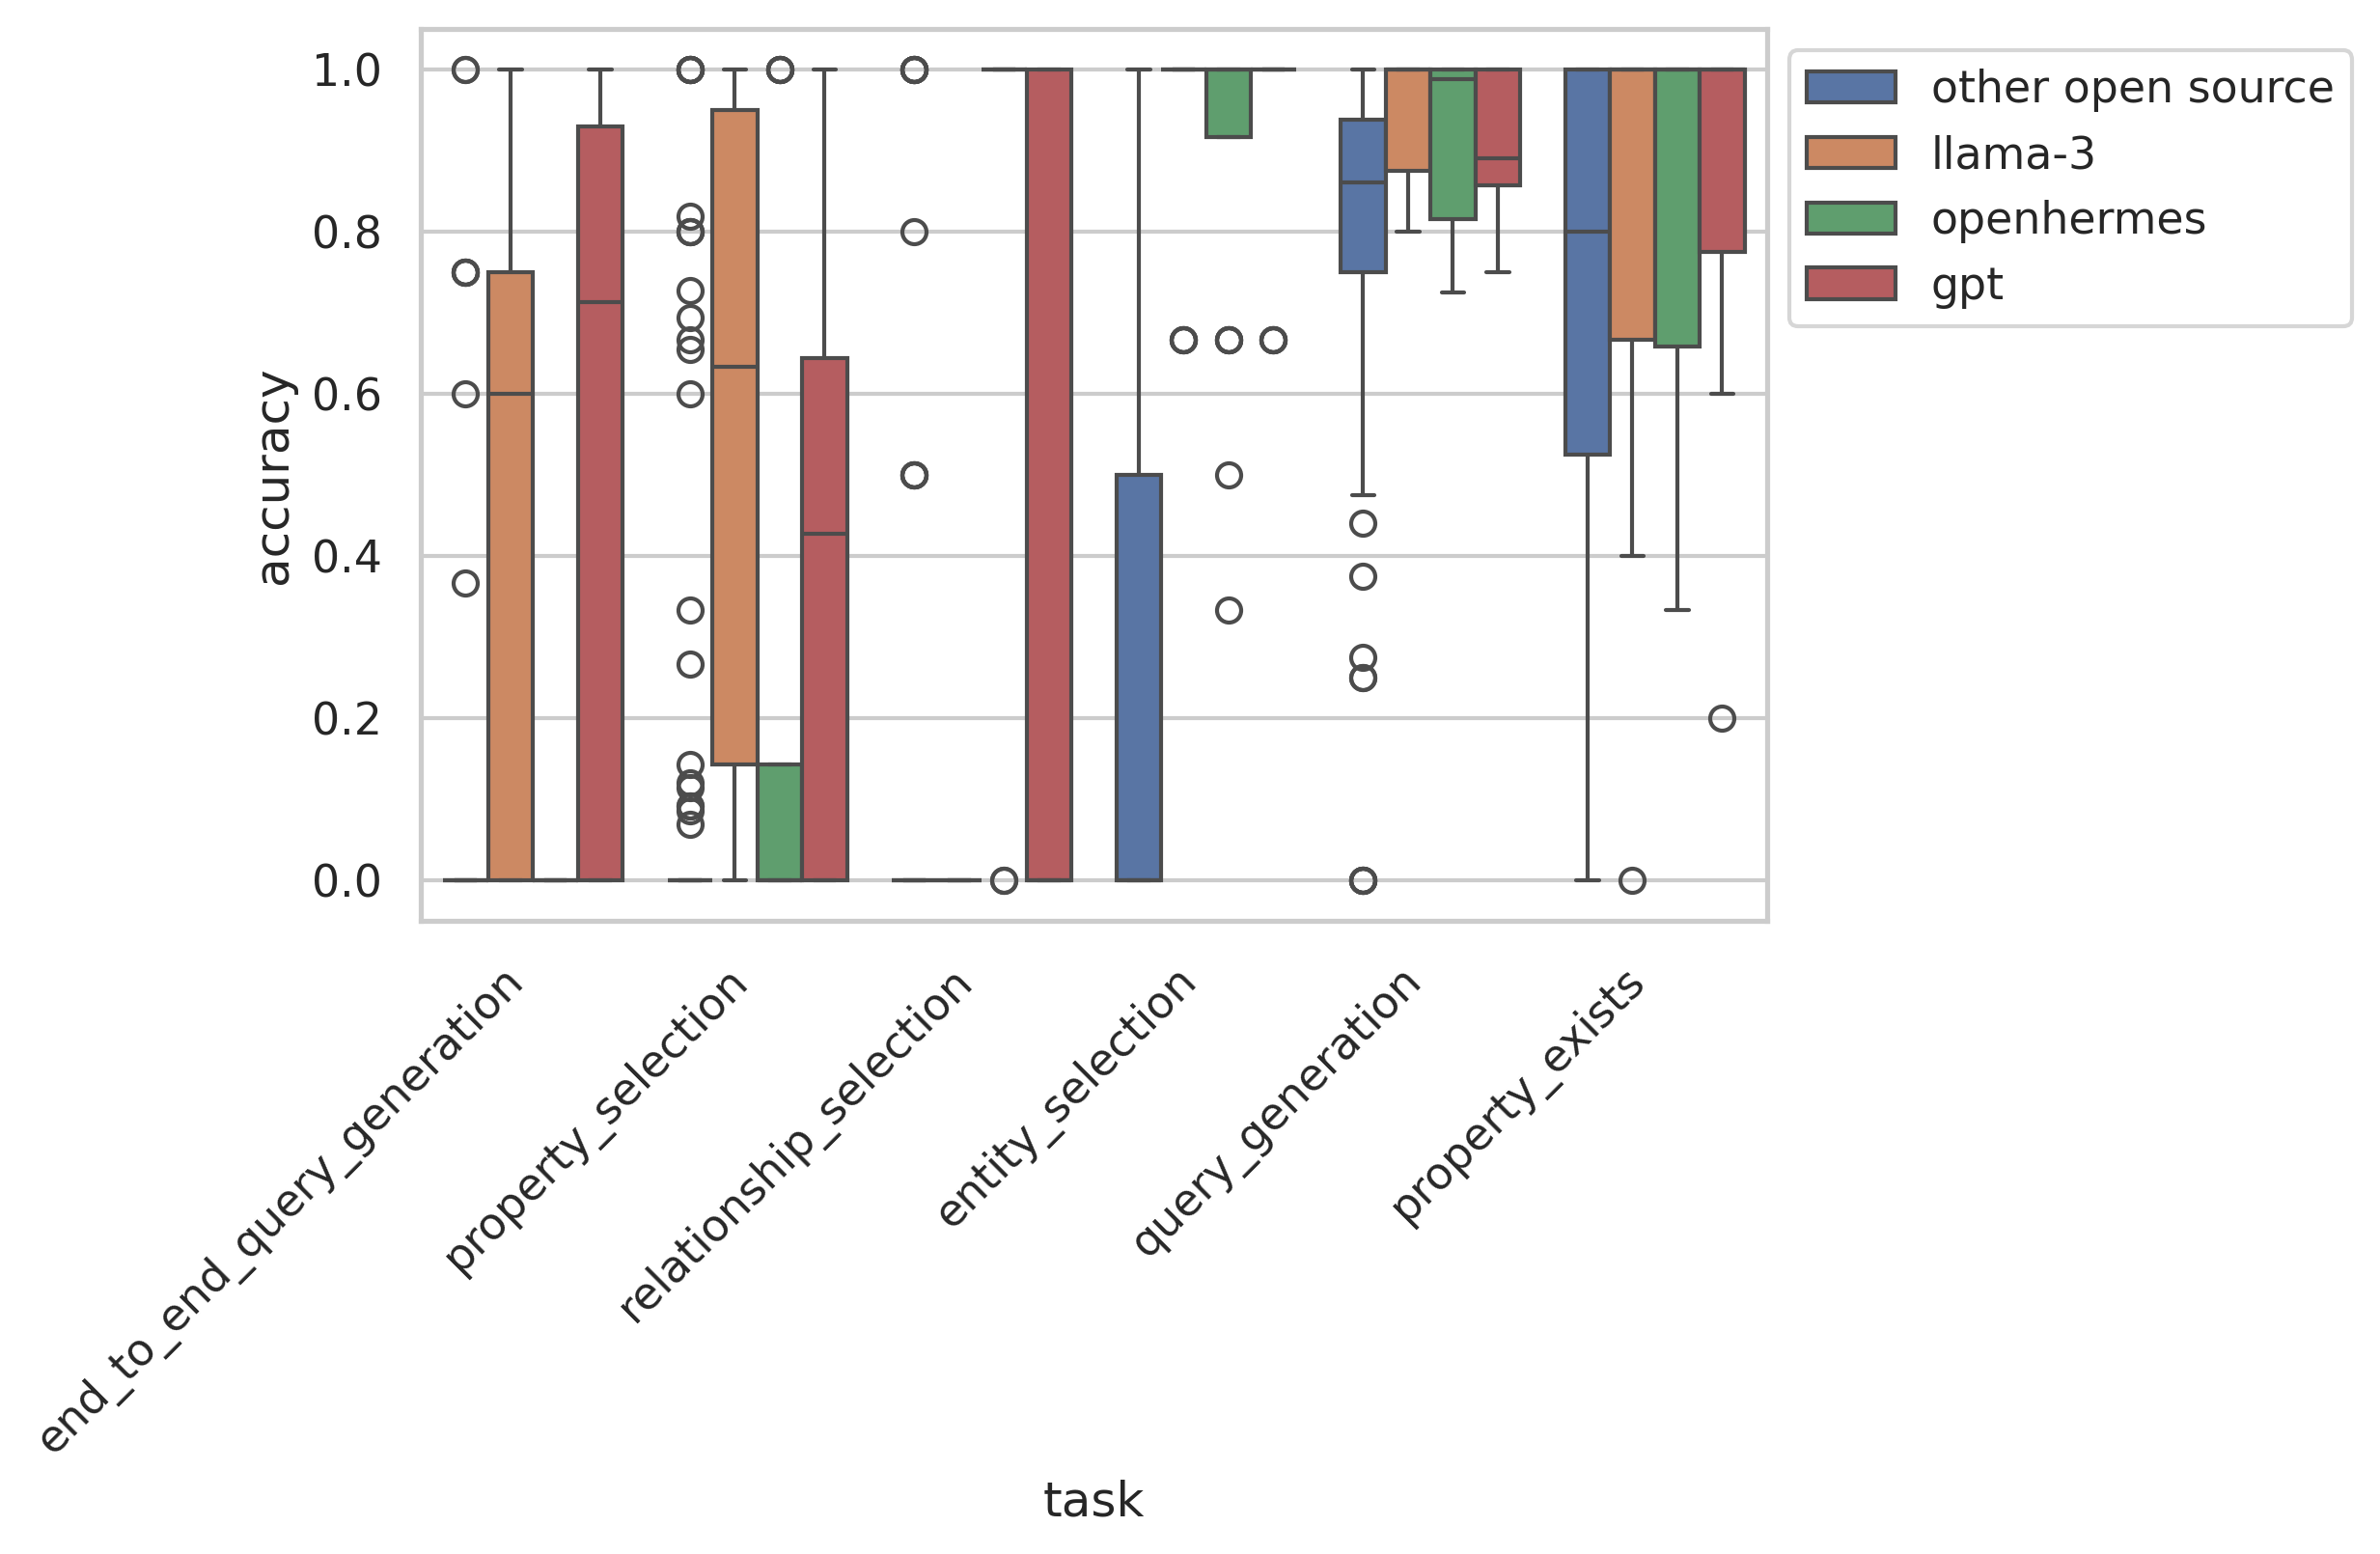 1.0
0.8
0.6
0.4
0.2
0.0
accuracy
other open source
llama-3
openhermes
gpt
end_to_end_query_generation
property_selection
relationship_selection
entity_selection
query_generation
property_exists
task